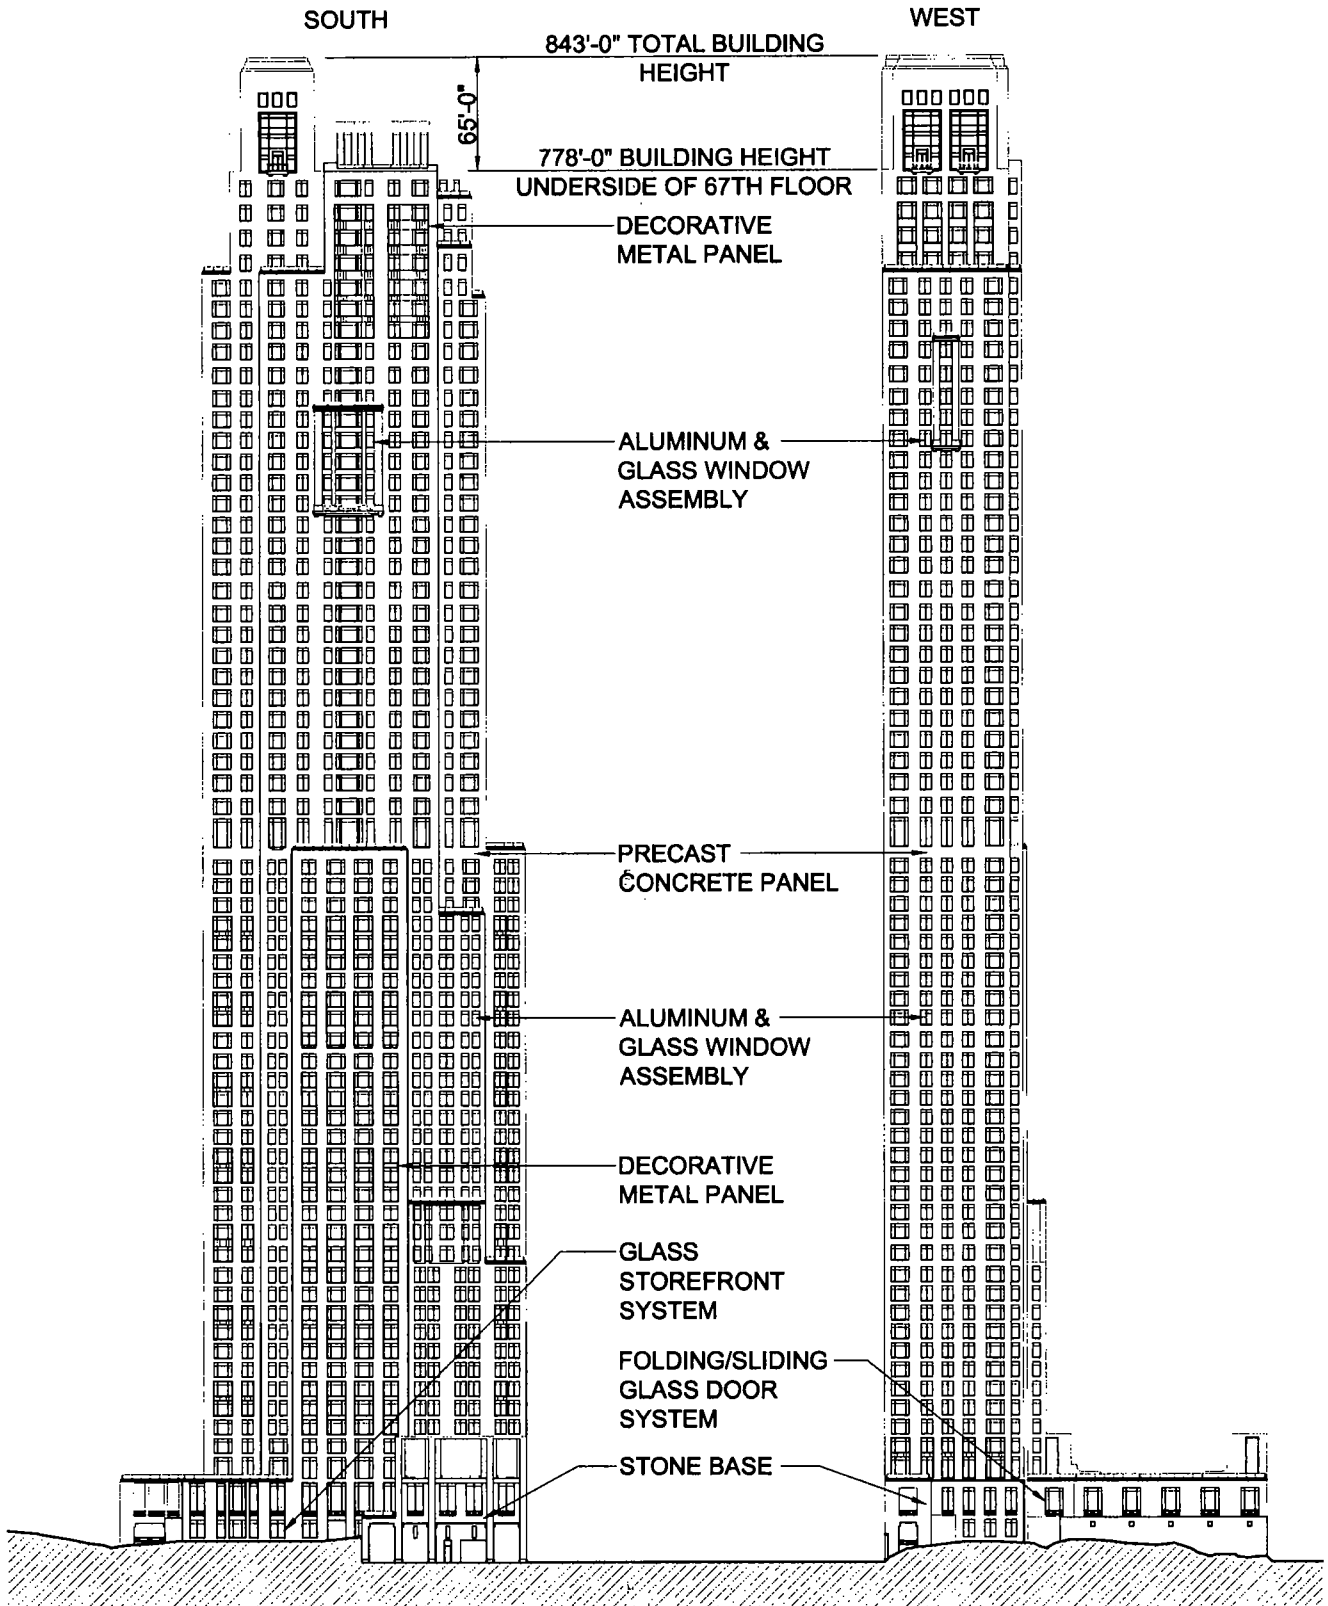 SOUTH
WEST
843'-0" TOTAL BUILDING
HEIGHT
65'-0"
778'-0" BUILDING HEIGHT
UNDERSIDE OF 67TH FLOOR
DECORATIVE
METAL PANEL
ALUMINUM &
GLASS WINDOW
ASSEMBLY
PRECAST
CONCRETE PANEL
ALUMINUM &
GLASS WINDOW
ASSEMBLY
DECORATIVE
METAL PANEL
GLASS
STOREFRONT
SYSTEM
FOLDING/SLIDING
GLASS DOOR
SYSTEM
STONE BASE